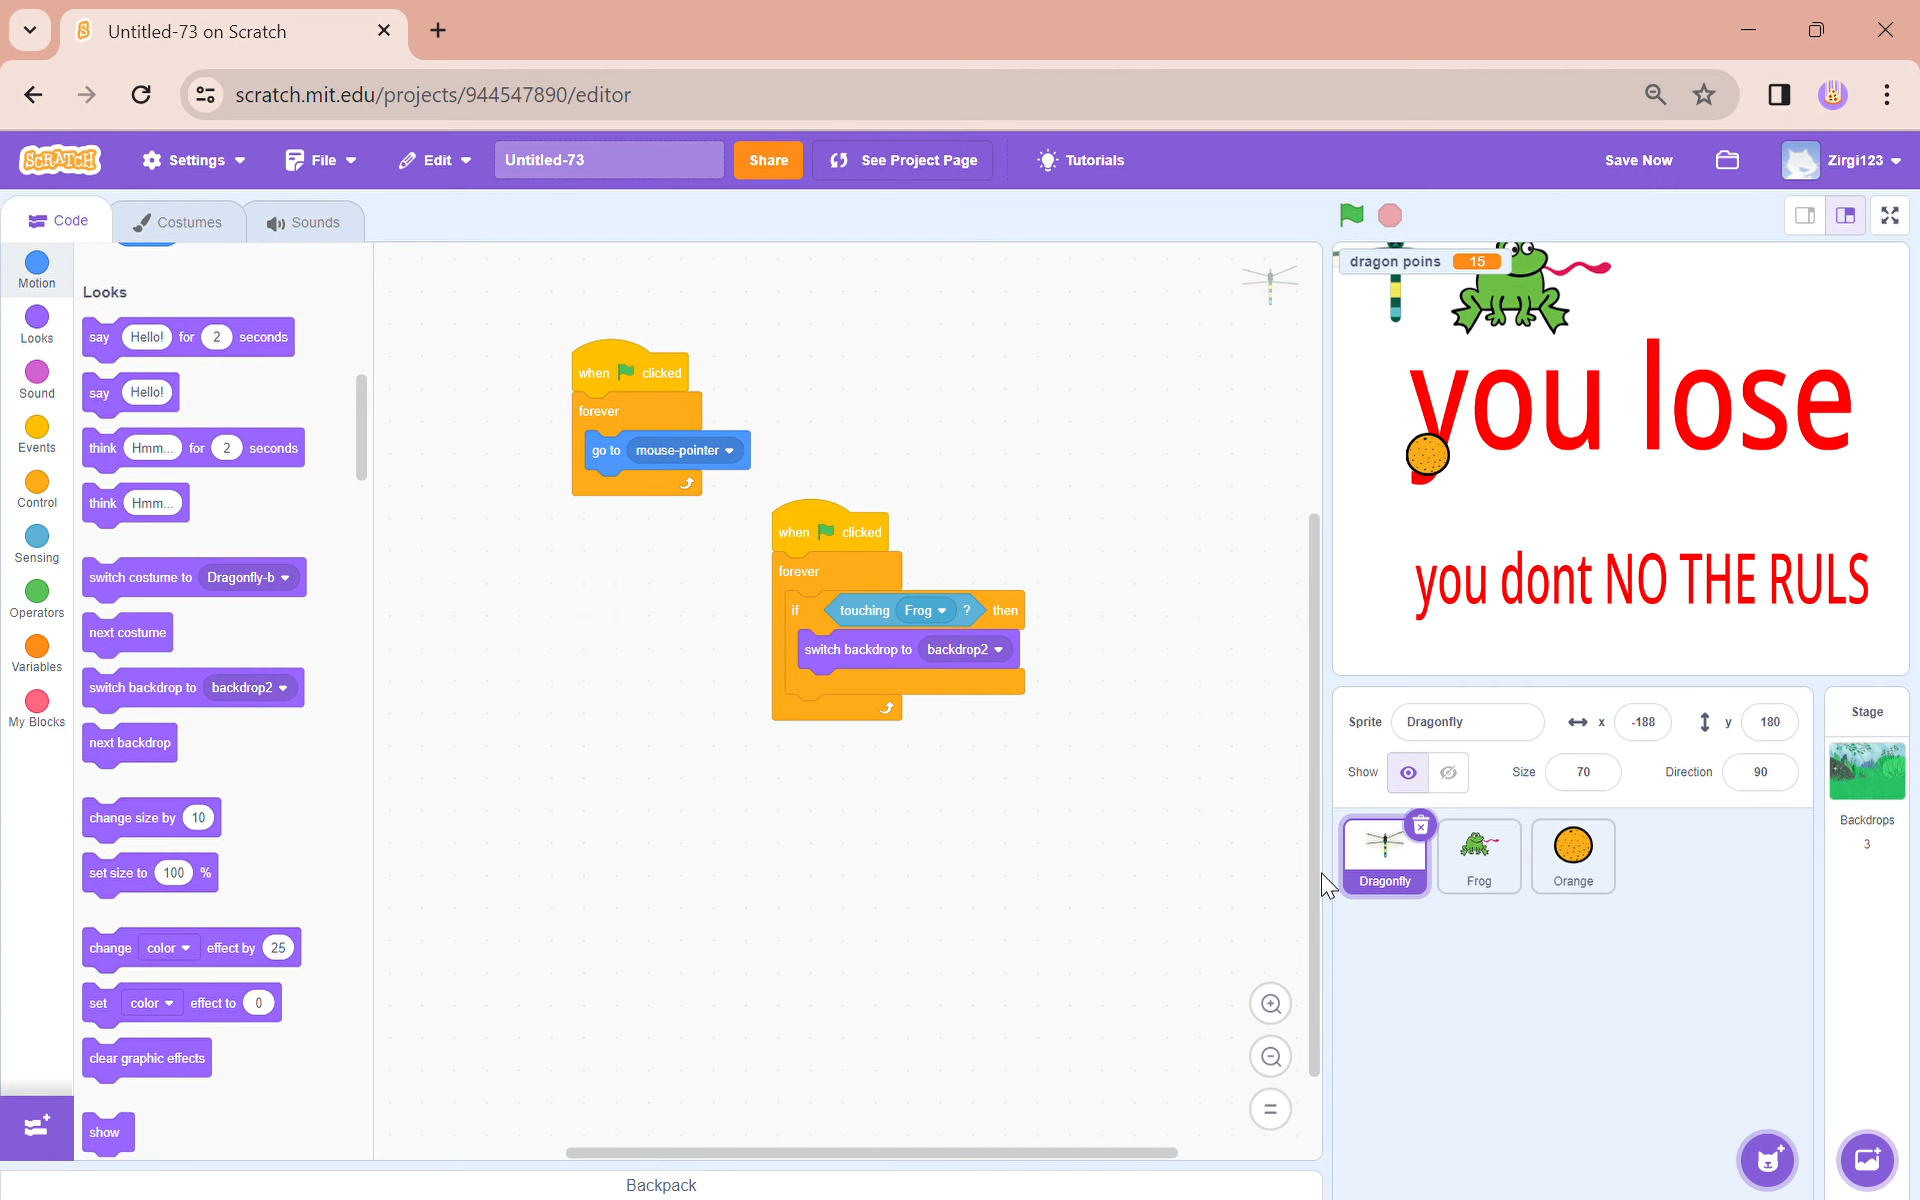 Untitled-73 on Scratch
scratch.mit.edu/projects/944547890/editor
SCRATCH Settings File Edit Untitled-73 Share See Project Page Tutorials Save Now Zirgi123
Code Costumes Sounds
Motion
Looks
Sound
Events
Control
Sensing
Operators
Variables
My Blocks
Looks
say Hello! for 2 seconds
say Hello!
think Hmm... for 2 seconds
think Hmm...
switch costume to Dragonfly-b
next costume
switch backdrop to backdrop2
next backdrop
change size by 10
set size to 100 %
change color effect by 25
set color effect to 0
clear graphic effects
show
when clicked
forever
go to mouse-pointer
when clicked
forever
if touching Frog ? then
switch backdrop to backdrop2
dragon poins 15
you lose
you dont NO THE RULS
Sprite Dragonfly x -188 y 180
Show Size 70 Direction 90
Dragonfly Frog Orange
Stage
Backdrops
3
Backpack